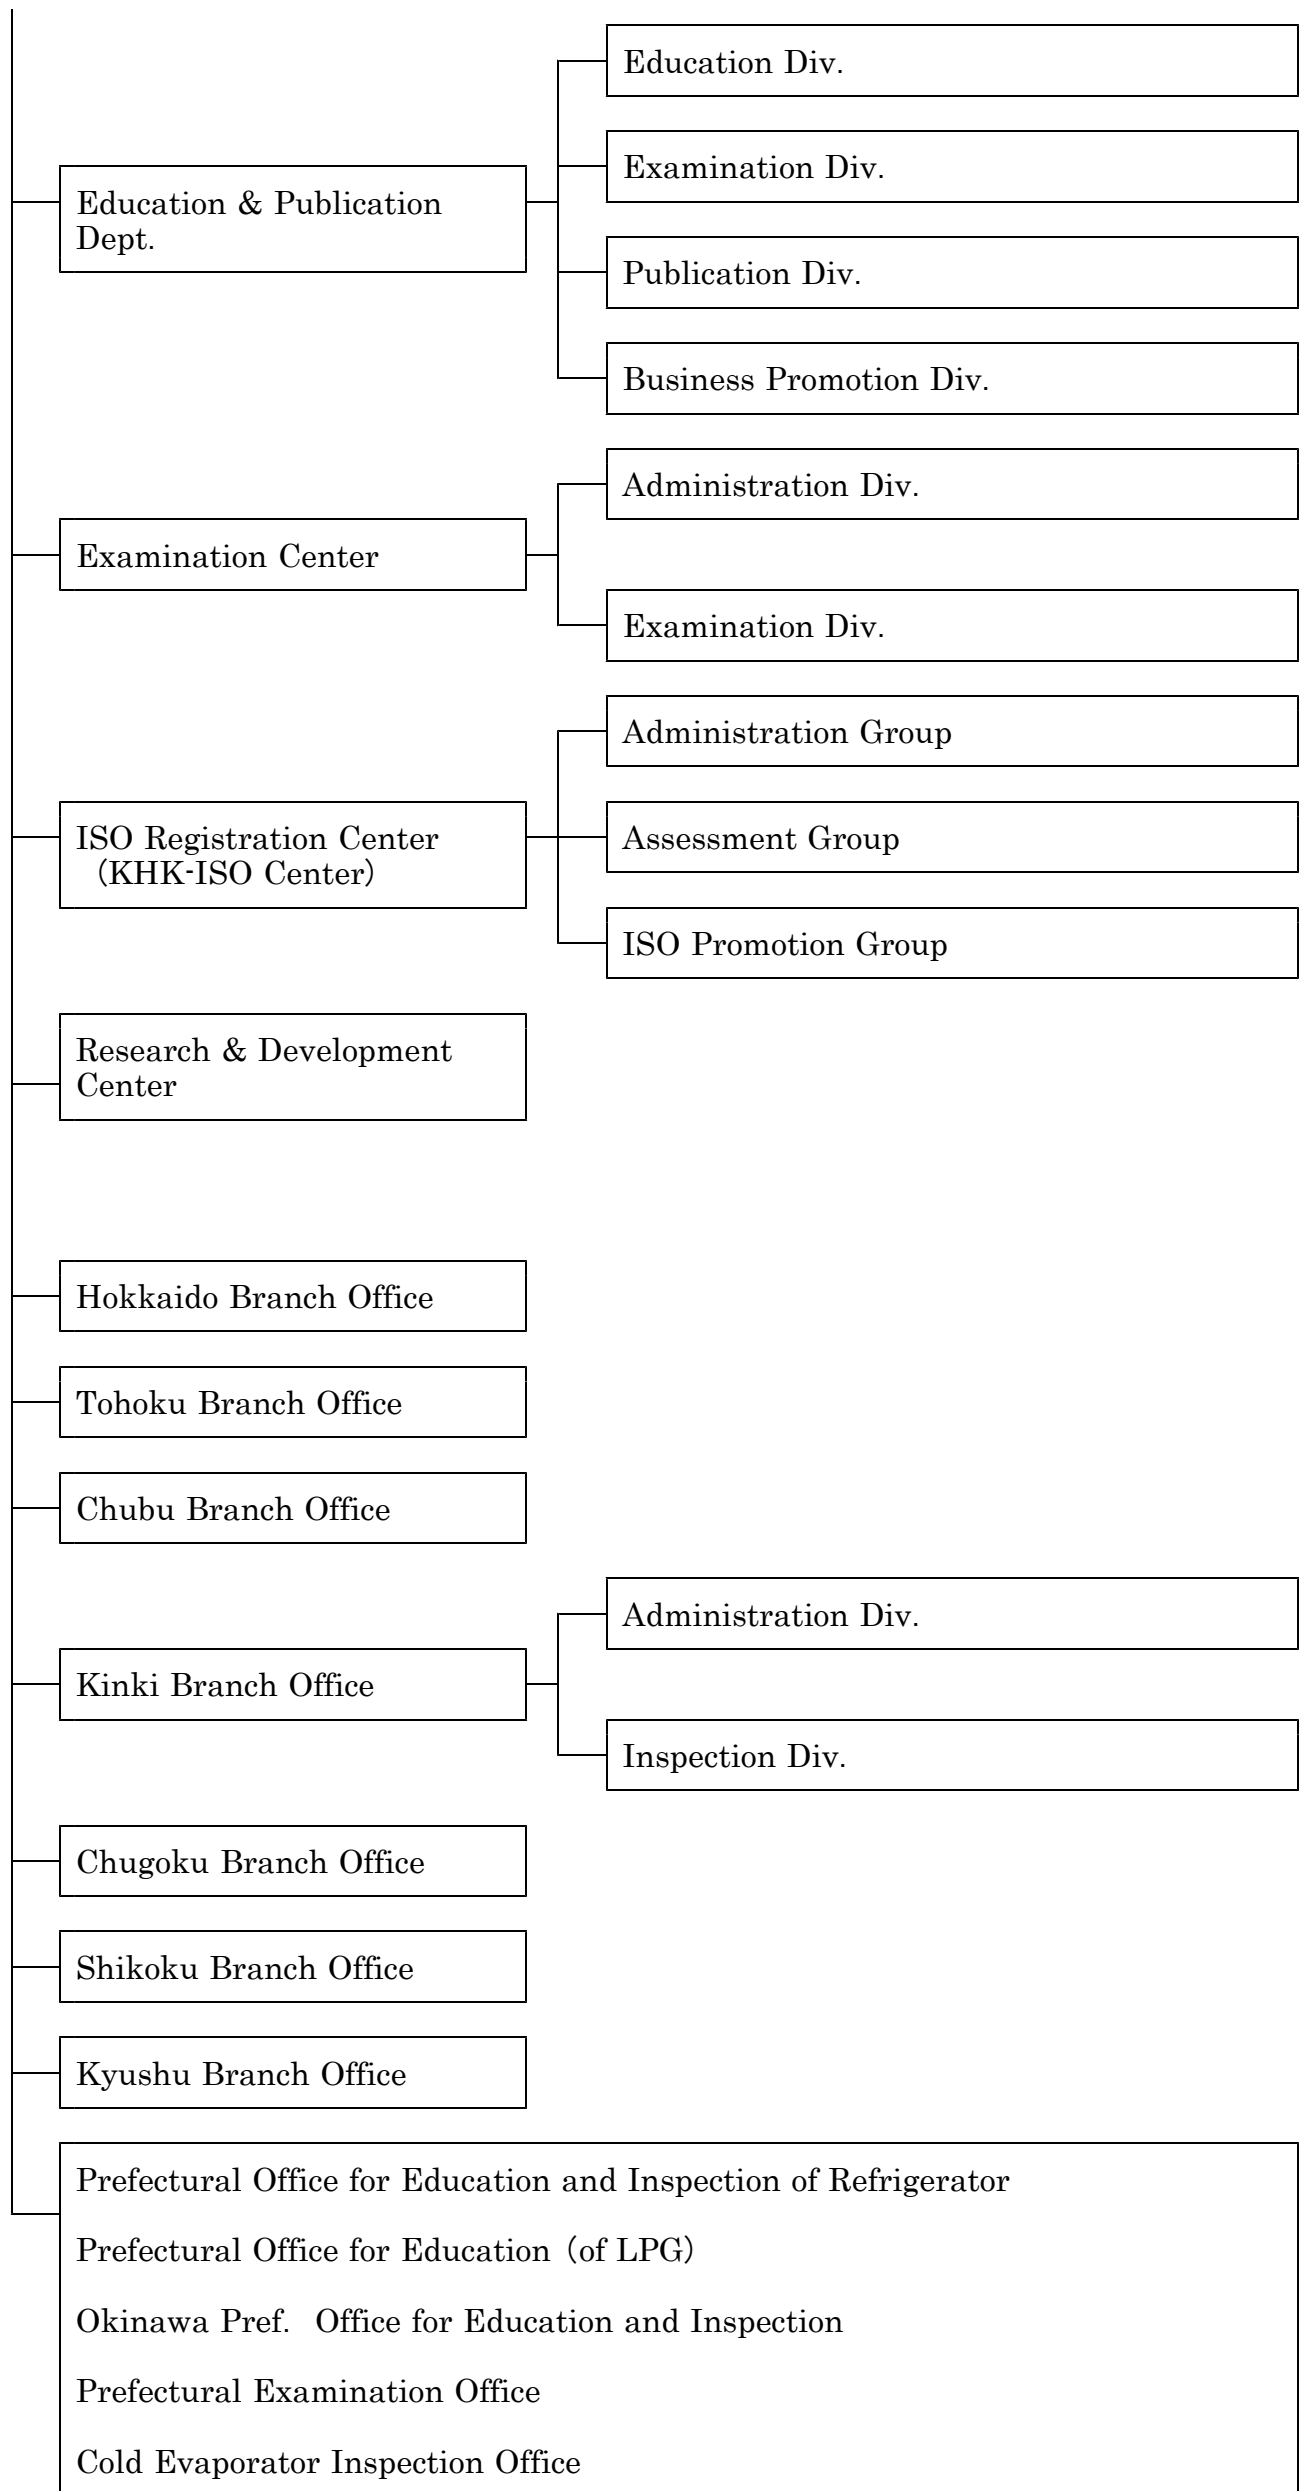 Education Div.
Examination Div.
Education & Publication
Dept.
Publication Div.
Business Promotion Div.
Administration Div.
Examination Center
Examination Div.
Administration Group
ISO Registration Center
(KHK-ISO Center)
Assessment Group
ISO Promotion Group
Research & Development
Center
Hokkaido Branch Office
Tohoku Branch Office
Chubu Branch Office
Administration Div.
Kinki Branch Office
Inspection Div.
Chugoku Branch Office
Shikoku Branch Office
Kyushu Branch Office
Prefectural Office for Education and Inspection of Refrigerator
Prefectural Office for Education (of LPG)
Okinawa Pref. Office for Education and Inspection
Prefectural Examination Office
Cold Evaporator Inspection Office